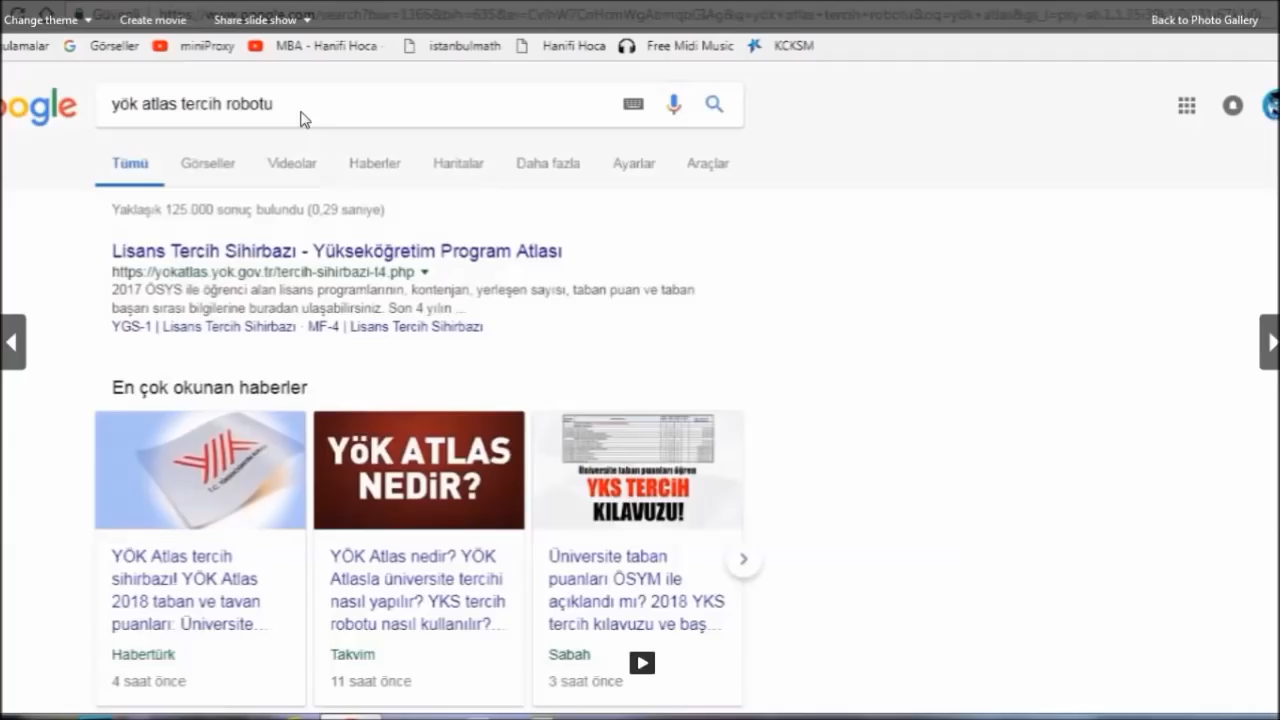 Change theme Create movie Share slide show Back to Photo Gallery
ulamalar Görseller miniProxy MBA - Hanifi Hoca istanbulmath Hanifi Hoca Free Midi Music KCKSM
ogle yök atlas tercih robotu
Tümü Görseller Videolar Haberler Haritalar Daha fazla Ayarlar Araçlar
Yaklaşık 125.000 sonuç bulundu (0,29 saniye)
Lisans Tercih Sihirbazı - Yükseköğretim Program Atlası
https://yokatlas.yok.gov.tr/tercih-sihirbazi-t4.php
2017 ÖSYS ile öğrenci alan lisans programlarının, kontenjan, yerleşen sayısı, taban puan ve taban
başarı sırası bilgilerine buradan ulaşabilirsiniz. Son 4 yılın ...
YGS-1 | Lisans Tercih Sihirbazı · MF-4 | Lisans Tercih Sihirbazı
En çok okunan haberler
YÖK ATLAS
NEDİR?
Üniversite taban puanları öğren
YKS TERCİH
KILAVUZU!
YÖK Atlas tercih
sihirbazı! YÖK Atlas
2018 taban ve tavan
puanları: Üniversite...
Habertürk
4 saat önce
YÖK Atlas nedir? YÖK
Atlasla üniversite tercihi
nasıl yapılır? YKS tercih
robotu nasıl kullanılır?...
Takvim
11 saat önce
Üniversite taban
puanları ÖSYM ile
açıklandı mı? 2018 YKS
tercih kılavuzu ve baş...
Sabah
3 saat önce